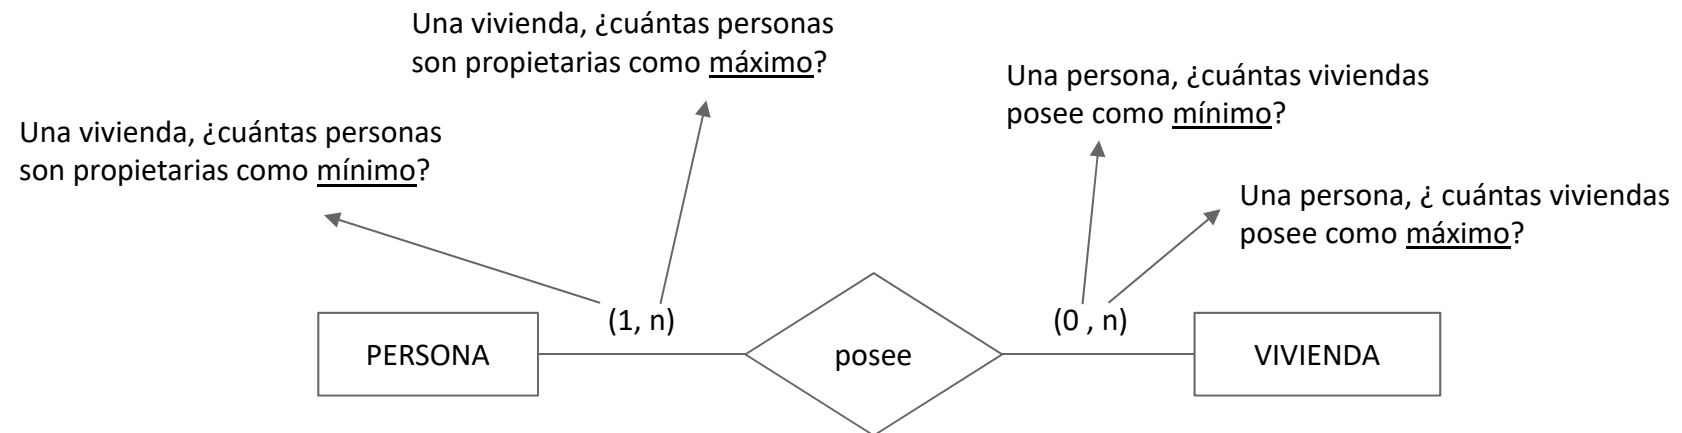 Una vivienda, ¿cuántas personas
son propietarias como máximo?
Una persona, ¿cuántas viviendas
posee como mínimo?
Una vivienda, ¿cuántas personas
son propietarias como mínimo?
Una persona, ¿ cuántas viviendas
posee como máximo?
(1, n)
(0 , n)
PERSONA
posee
VIVIENDA